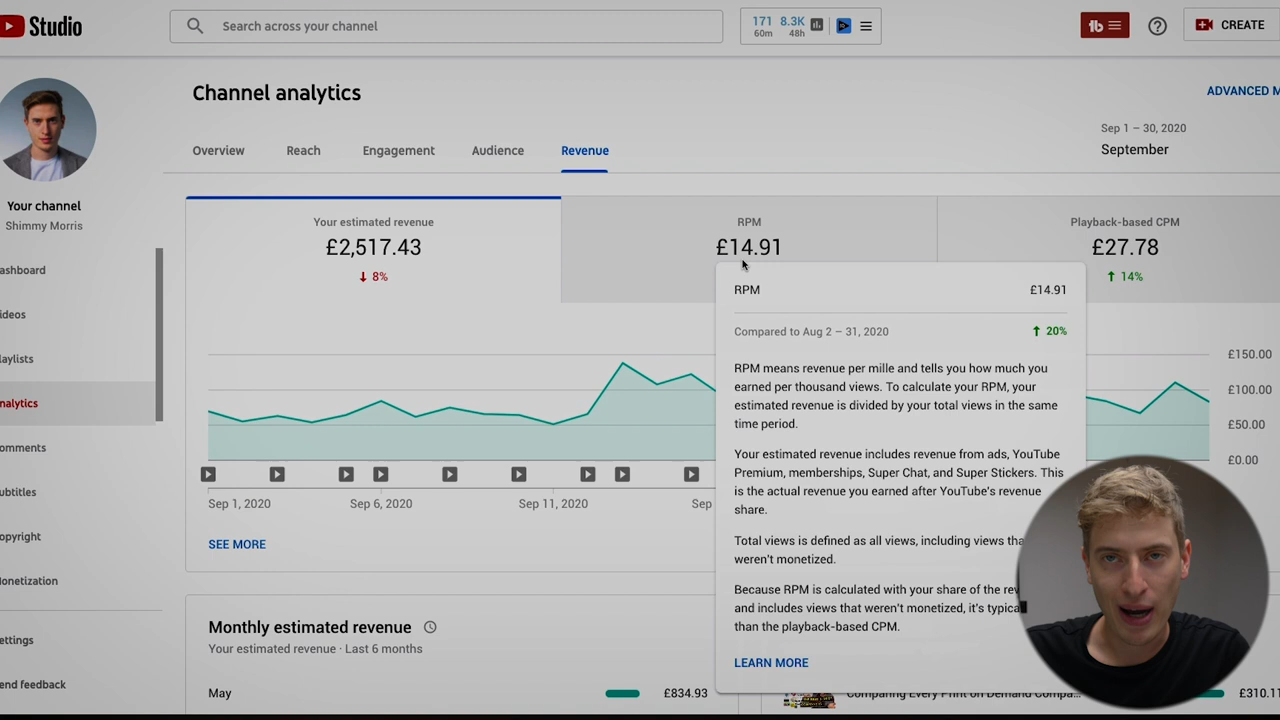 Studio
Search across your channel
171 8.3K
60m 48h
CREATE
Channel analytics
ADVANCED M
Sep 1 – 30, 2020
September
Overview
Reach
Engagement
Audience
Revenue
Your channel
Shimmy Morris
ashboard
ideos
laylists
nalytics
omments
ubtitles
opyright
onetization
ettings
end feedback
Your estimated revenue
£2,517.43
8%
RPM
£14.91
Playback-based CPM
£27.78
14%
RPM £14.91
Compared to Aug 2 – 31, 2020 20%
RPM means revenue per mille and tells you how much you
earned per thousand views. To calculate your RPM, your
estimated revenue is divided by your total views in the same
time period.
Your estimated revenue includes revenue from ads, YouTube
Premium, memberships, Super Chat, and Super Stickers. This
is the actual revenue you earned after YouTube's revenue
share.
Total views is defined as all views, including views tha
weren't monetized.
Because RPM is calculated with your share of the rev
and includes views that weren't monetized, it's typica
than the playback-based CPM.
LEARN MORE
£150.00
£100.00
£50.00
£0.00
Sep 1, 2020
Sep 6, 2020
Sep 11, 2020
Sep
SEE MORE
Monthly estimated revenue
Your estimated revenue · Last 6 months
May £834.93
Comparing Every Print on Demand Compa...
£310.11